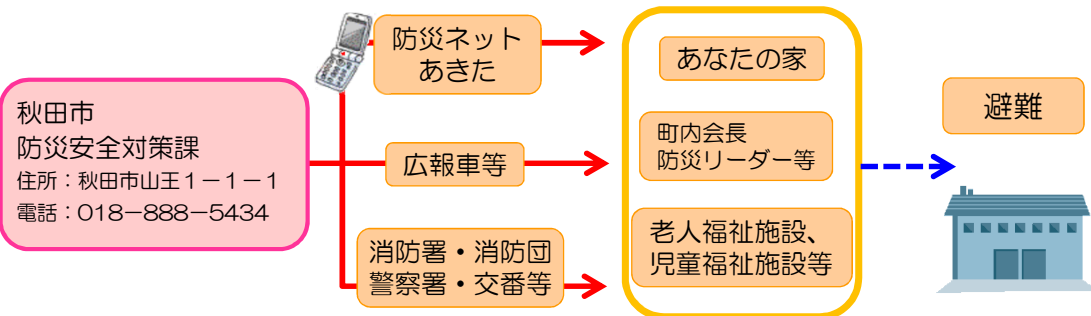 秋田市
防災安全対策課
住所：秋田市山王１－１－１
電話：018－888－5434
防災ネット
あきた
広報車等
消防署・消防団
警察署・交番等
あなたの家
町内会長
防災リーダー等
老人福祉施設、
児童福祉施設等
避難